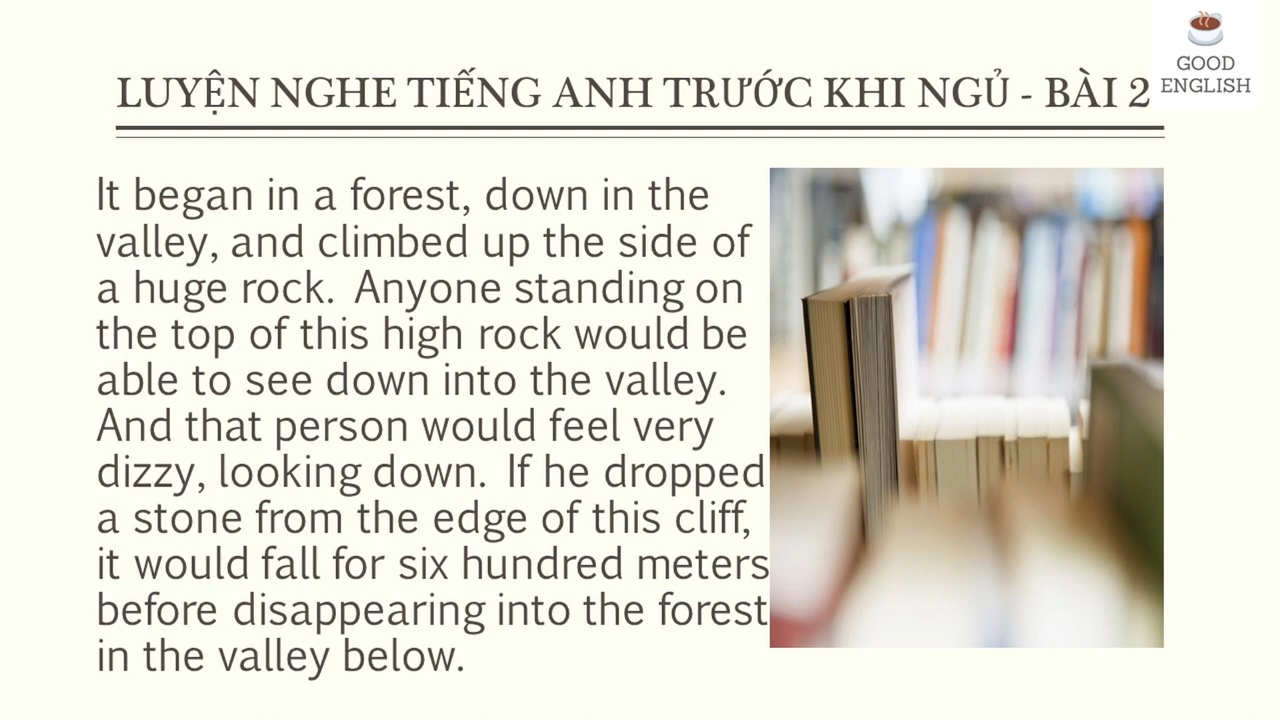 GOOD
ENGLISH
LUYỆN NGHE TIẾNG ANH TRƯỚC KHI NGỦ - BÀI 2
It began in a forest, down in the
valley, and climbed up the side of
a huge rock. Anyone standing on
the top of this high rock would be
able to see down into the valley.
And that person would feel very
dizzy, looking down. If he dropped
a stone from the edge of this cliff,
it would fall for six hundred meters
before disappearing into the forest
in the valley below.